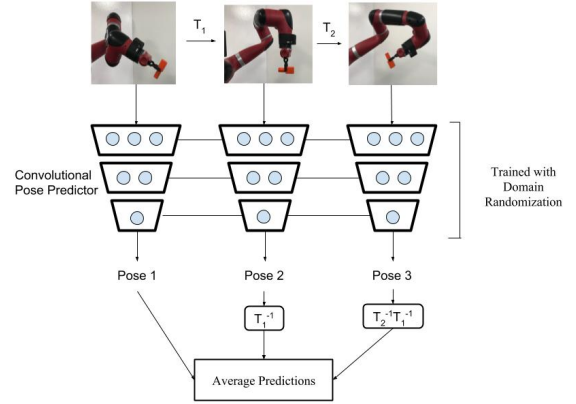 T₁
T₂
Convolutional
Pose Predictor
Trained with
Domain
Randomization
Pose 1
Pose 2
Pose 3
T₁⁻¹
T₂⁻¹T₁⁻¹
Average Predictions